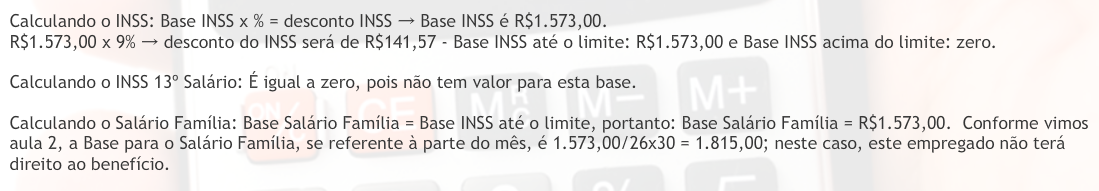 Calculando o INSS: Base INSS x % = desconto INSS → Base INSS é R$1.573,00.
R$1.573,00 x 9% → desconto do INSS será de R$141,57 - Base INSS até o limite: R$1.573,00 e Base INSS acima do limite: zero.
Calculando o INSS 13º Salário: É igual a zero, pois não tem valor para esta base.
Calculando o Salário Família: Base Salário Família = Base INSS até o limite, portanto: Base Salário Família = R$1.573,00.  Conforme vimos
aula 2, a Base para o Salário Família, se referente à parte do mês, é 1.573,00/26x30 = 1.815,00; neste caso, este empregado não terá
direito ao benefício.
ON/
CE
M−
M+
%